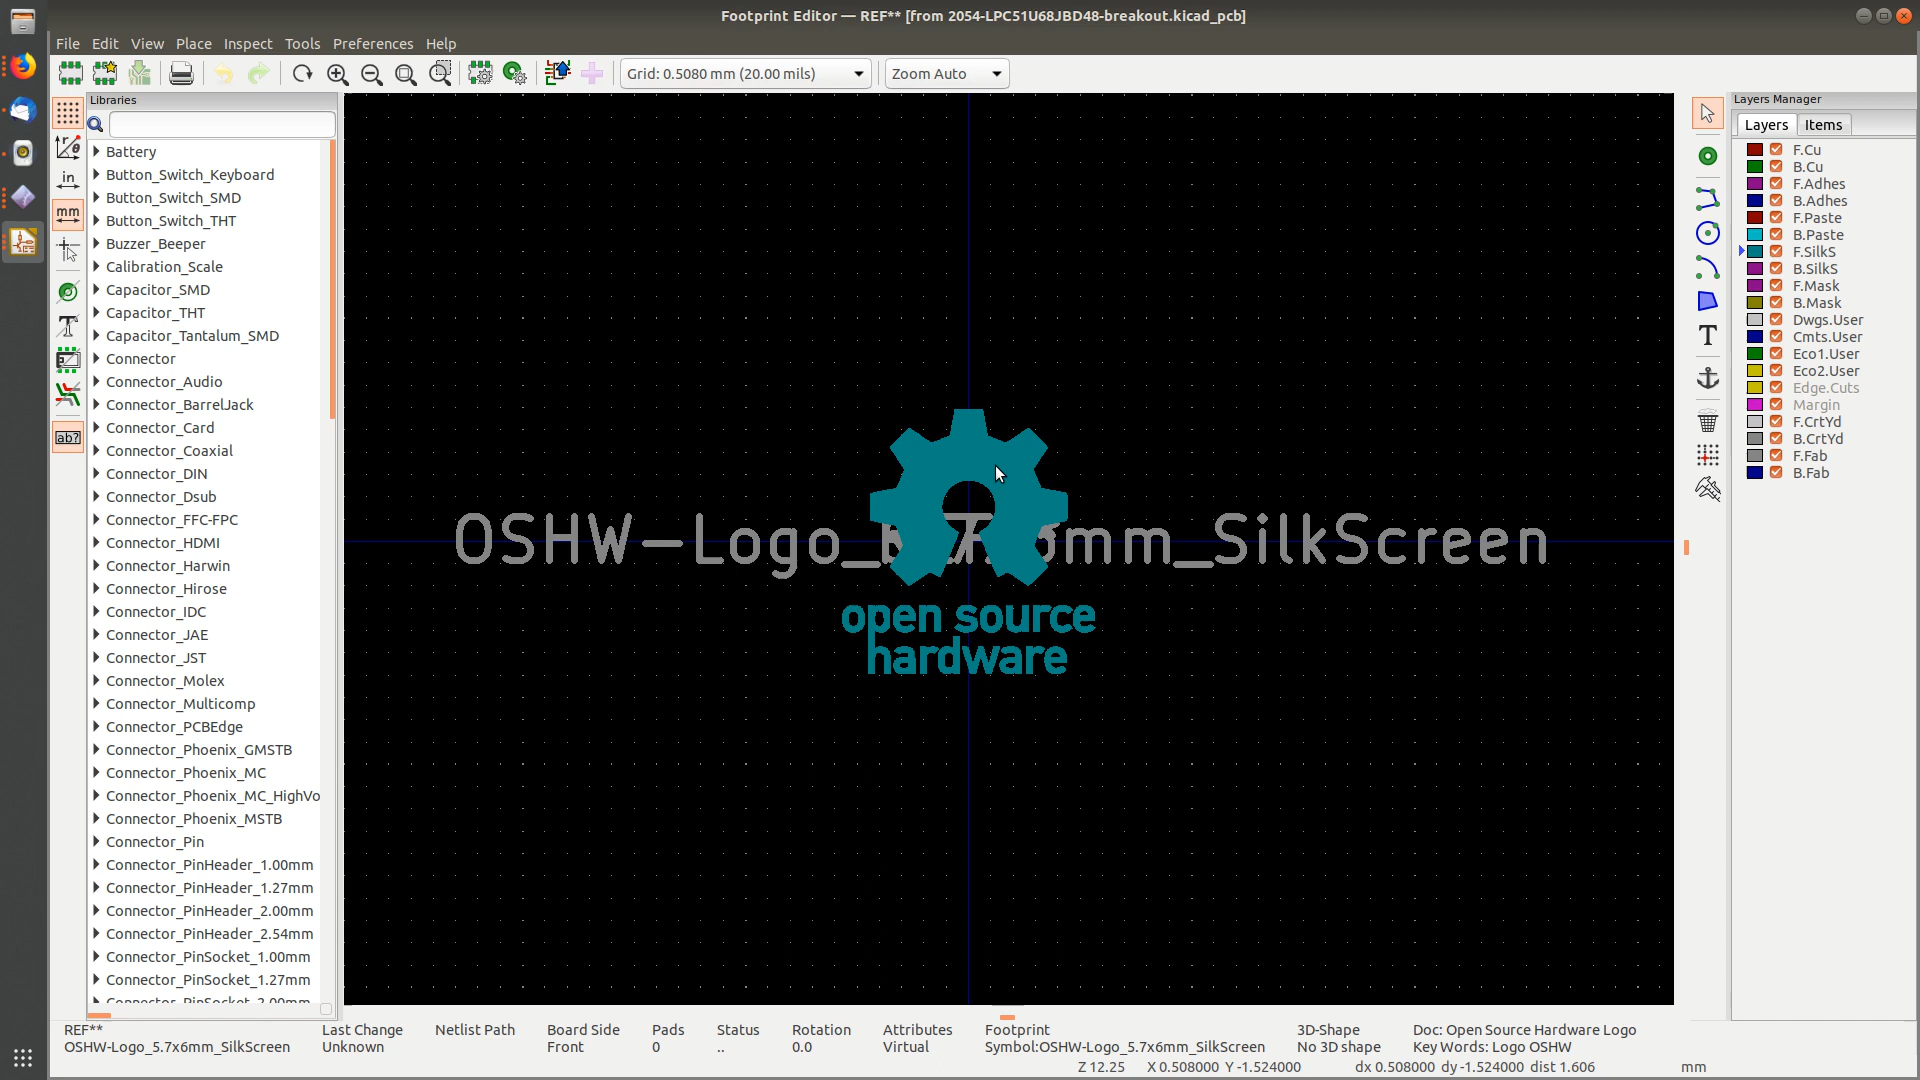 Footprint Editor — REF** [from 2054-LPC51U68JBD48-breakout.kicad_pcb]
File Edit View Place Inspect Tools Preferences Help
Grid: 0.5080 mm (20.00 mils) Zoom Auto
Libraries
in
mm
ab?
Battery
Button_Switch_Keyboard
Button_Switch_SMD
Button_Switch_THT
Buzzer_Beeper
Calibration_Scale
Capacitor_SMD
Capacitor_THT
Capacitor_Tantalum_SMD
Connector
Connector_Audio
Connector_BarrelJack
Connector_Card
Connector_Coaxial
Connector_DIN
Connector_Dsub
Connector_FFC-FPC
Connector_HDMI
Connector_Harwin
Connector_Hirose
Connector_IDC
Connector_JAE
Connector_JST
Connector_Molex
Connector_Multicomp
Connector_PCBEdge
Connector_Phoenix_GMSTB
Connector_Phoenix_MC
Connector_Phoenix_MC_HighVo
Connector_Phoenix_MSTB
Connector_Pin
Connector_PinHeader_1.00mm
Connector_PinHeader_1.27mm
Connector_PinHeader_2.00mm
Connector_PinHeader_2.54mm
Connector_PinSocket_1.00mm
Connector_PinSocket_1.27mm
Connector_PinSocket_2.00mm
open source
hardware
Layers Manager
Layers Items
F.Cu
B.Cu
F.Adhes
B.Adhes
F.Paste
B.Paste
F.SilkS
B.SilkS
F.Mask
B.Mask
Dwgs.User
Cmts.User
Eco1.User
Eco2.User
Edge.Cuts
Margin
F.CrtYd
B.CrtYd
F.Fab
B.Fab
REF** Last Change Netlist Path Board Side Pads Status Rotation Attributes Footprint 3D-Shape Doc: Open Source Hardware Logo
OSHW-Logo_5.7x6mm_SilkScreen Unknown Front 0 .. 0.0 Virtual Symbol:OSHW-Logo_5.7x6mm_SilkScreen No 3D shape Key Words: Logo OSHW
Z 12.25 X 0.508000 Y -1.524000 dx 0.508000 dy -1.524000 dist 1.606 mm